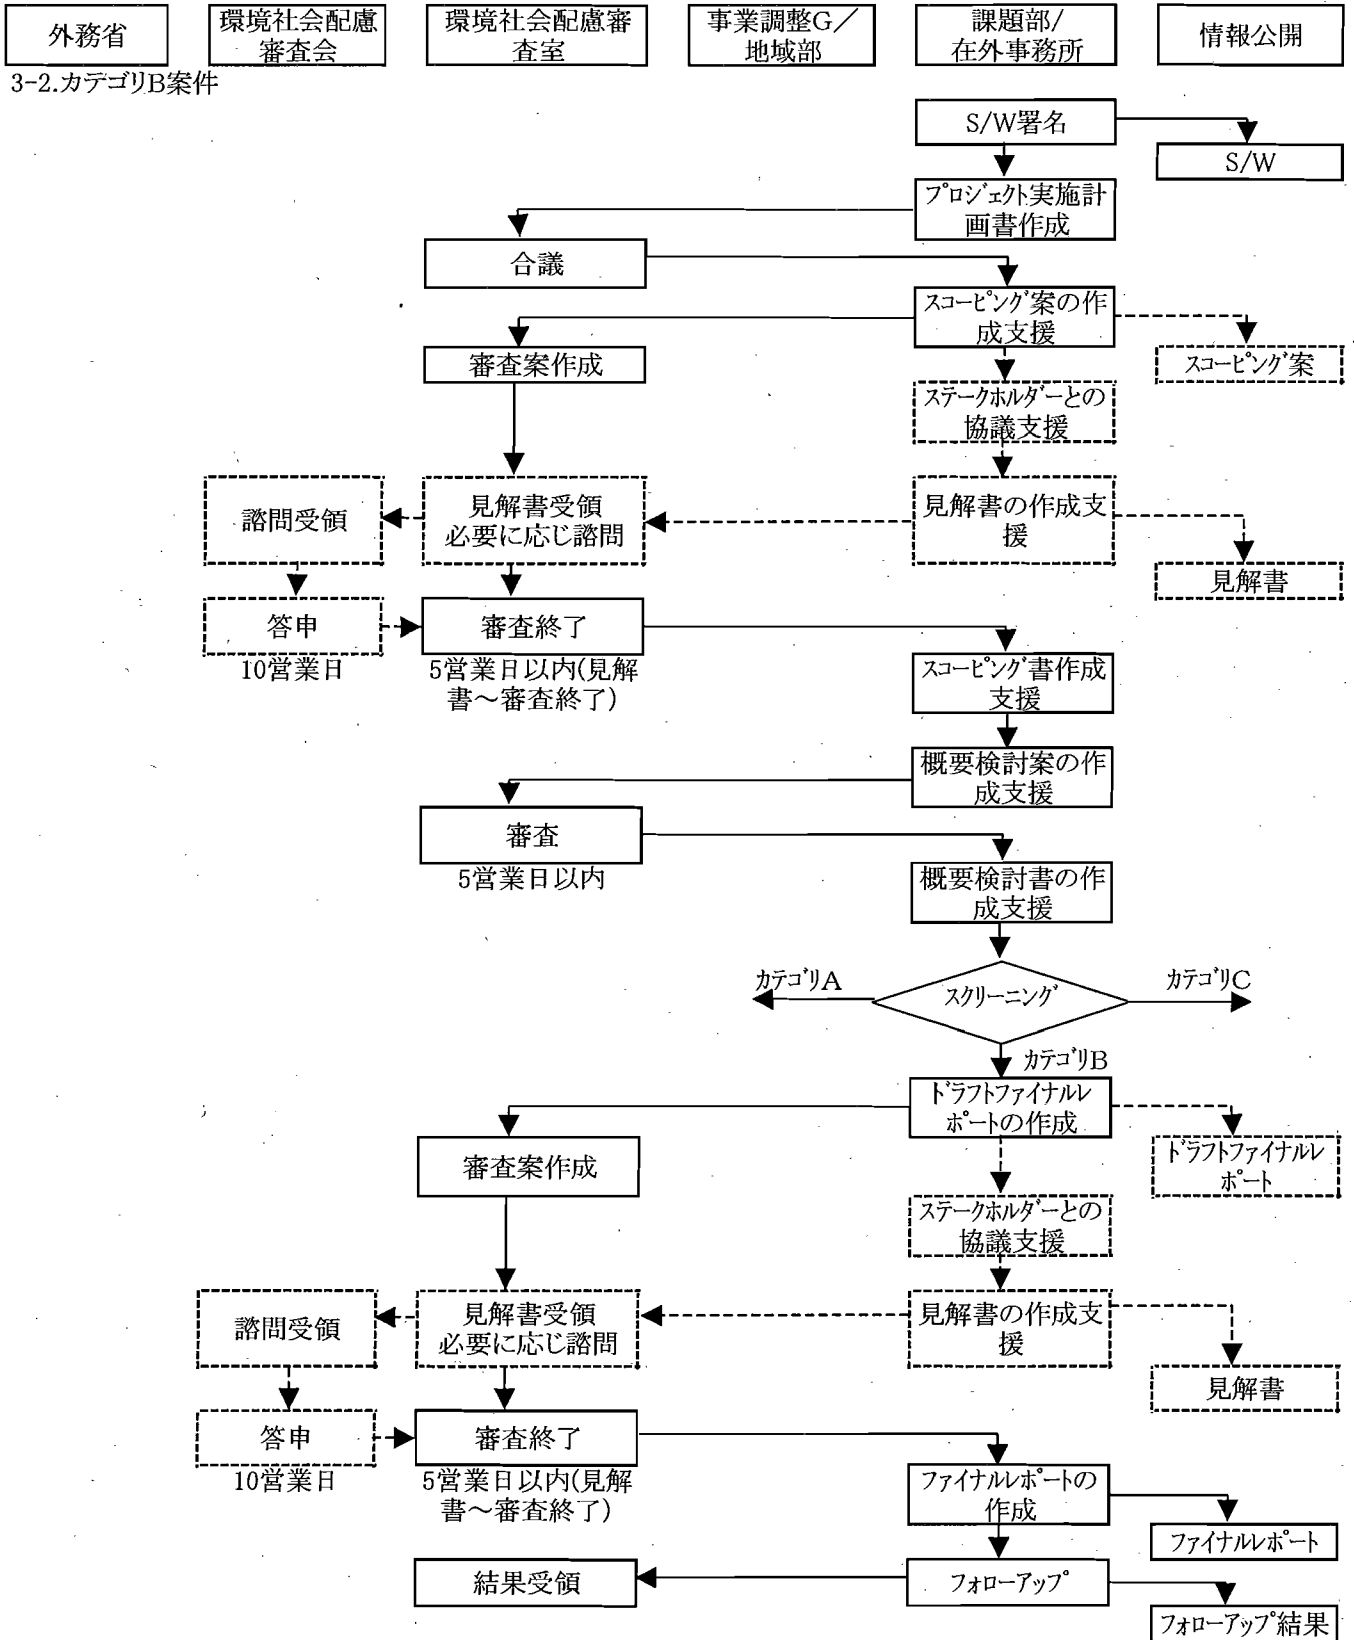 外務省
環境社会配慮
審査会
環境社会配慮審
査室
事業調整G／
地域部
課題部/
在外事務所
情報公開
3-2.カテゴリB案件
S/W署名
S/W
プロジェクト実施計
画書作成
合議
スコーピング案の作
成支援
審査案作成
スコーピング案
ステークホルダーとの
協議支援
諮問受領
見解書受領
必要に応じ諮問
見解書の作成支
援
見解書
答申
10営業日
審査終了
5営業日以内(見解
書～審査終了)
スコーピング書作成
支援
概要検討案の作
成支援
審査
5営業日以内
概要検討書の作
成支援
カテゴリA
スクリーニング
カテゴリC
カテゴリB
ドラフトファイナルレ
ポートの作成
審査案作成
ドラフトファイナルレ
ポート
ステークホルダーとの
協議支援
諮問受領
見解書受領
必要に応じ諮問
見解書の作成支
援
見解書
答申
10営業日
審査終了
5営業日以内(見解
書～審査終了)
ファイナルレポートの
作成
ファイナルレポート
結果受領
フォローアップ
フォローアップ結果